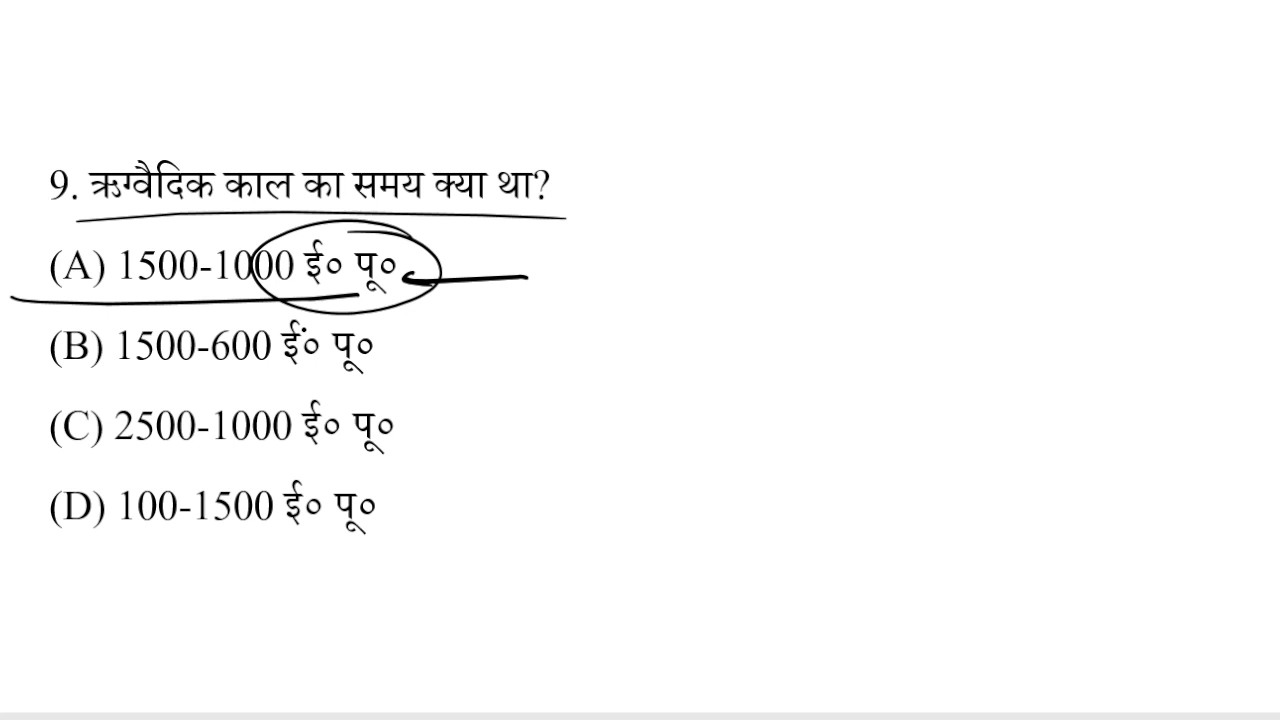 9. ऋग्वैदिक काल का समय क्या था?
(A) 1500-1000 ई० पू०
(B) 1500-600 ईं० पू०
(C) 2500-1000 ई० पू०
(D) 100-1500 ई० पू०